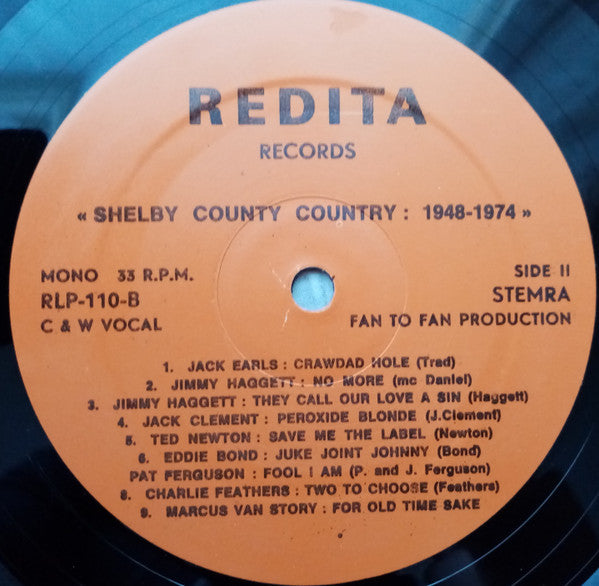 REDITA
RECORDS
« SHELBY COUNTY COUNTRY : 1948-1974 »
MONO 33 R.P.M. SIDE II
RLP-110-B STEMRA
C & W VOCAL FAN TO FAN PRODUCTION
1. JACK EARLS : CRAWDAD HOLE (Trad)
2. JIMMY HAGGETT : NO MORE (mc Daniel)
3. JIMMY HAGGETT : THEY CALL OUR LOVE A SIN (Haggett)
4. JACK CLEMENT : PEROXIDE BLONDE (J.Clement)
5. TED NEWTON : SAVE ME THE LABEL (Newton)
6. EDDIE BOND : JUKE JOINT JOHNNY (Bond)
PAT FERGUSON : FOOL I AM (P. and J. Ferguson)
8. CHARLIE FEATHERS : TWO TO CHOOSE (Feathers)
9. MARCUS VAN STORY : FOR OLD TIME SAKE